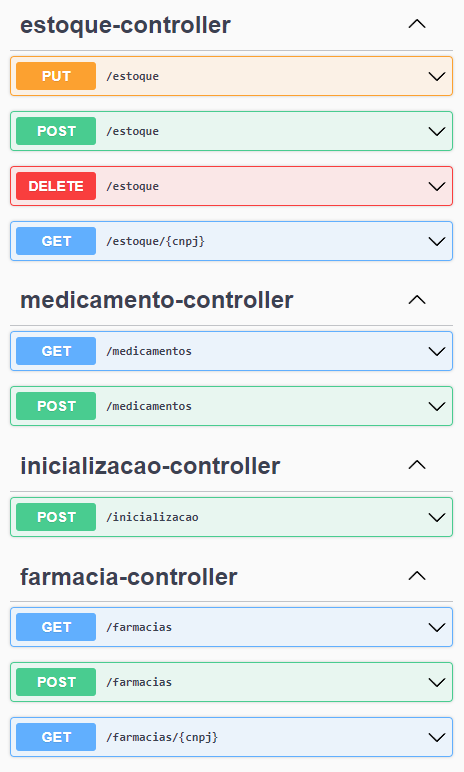 estoque-controller
PUT /estoque
POST /estoque
DELETE /estoque
GET /estoque/{cnpj}
medicamento-controller
GET /medicamentos
POST /medicamentos
inicializacao-controller
POST /inicializacao
farmacia-controller
GET /farmacias
POST /farmacias
GET /farmacias/{cnpj}